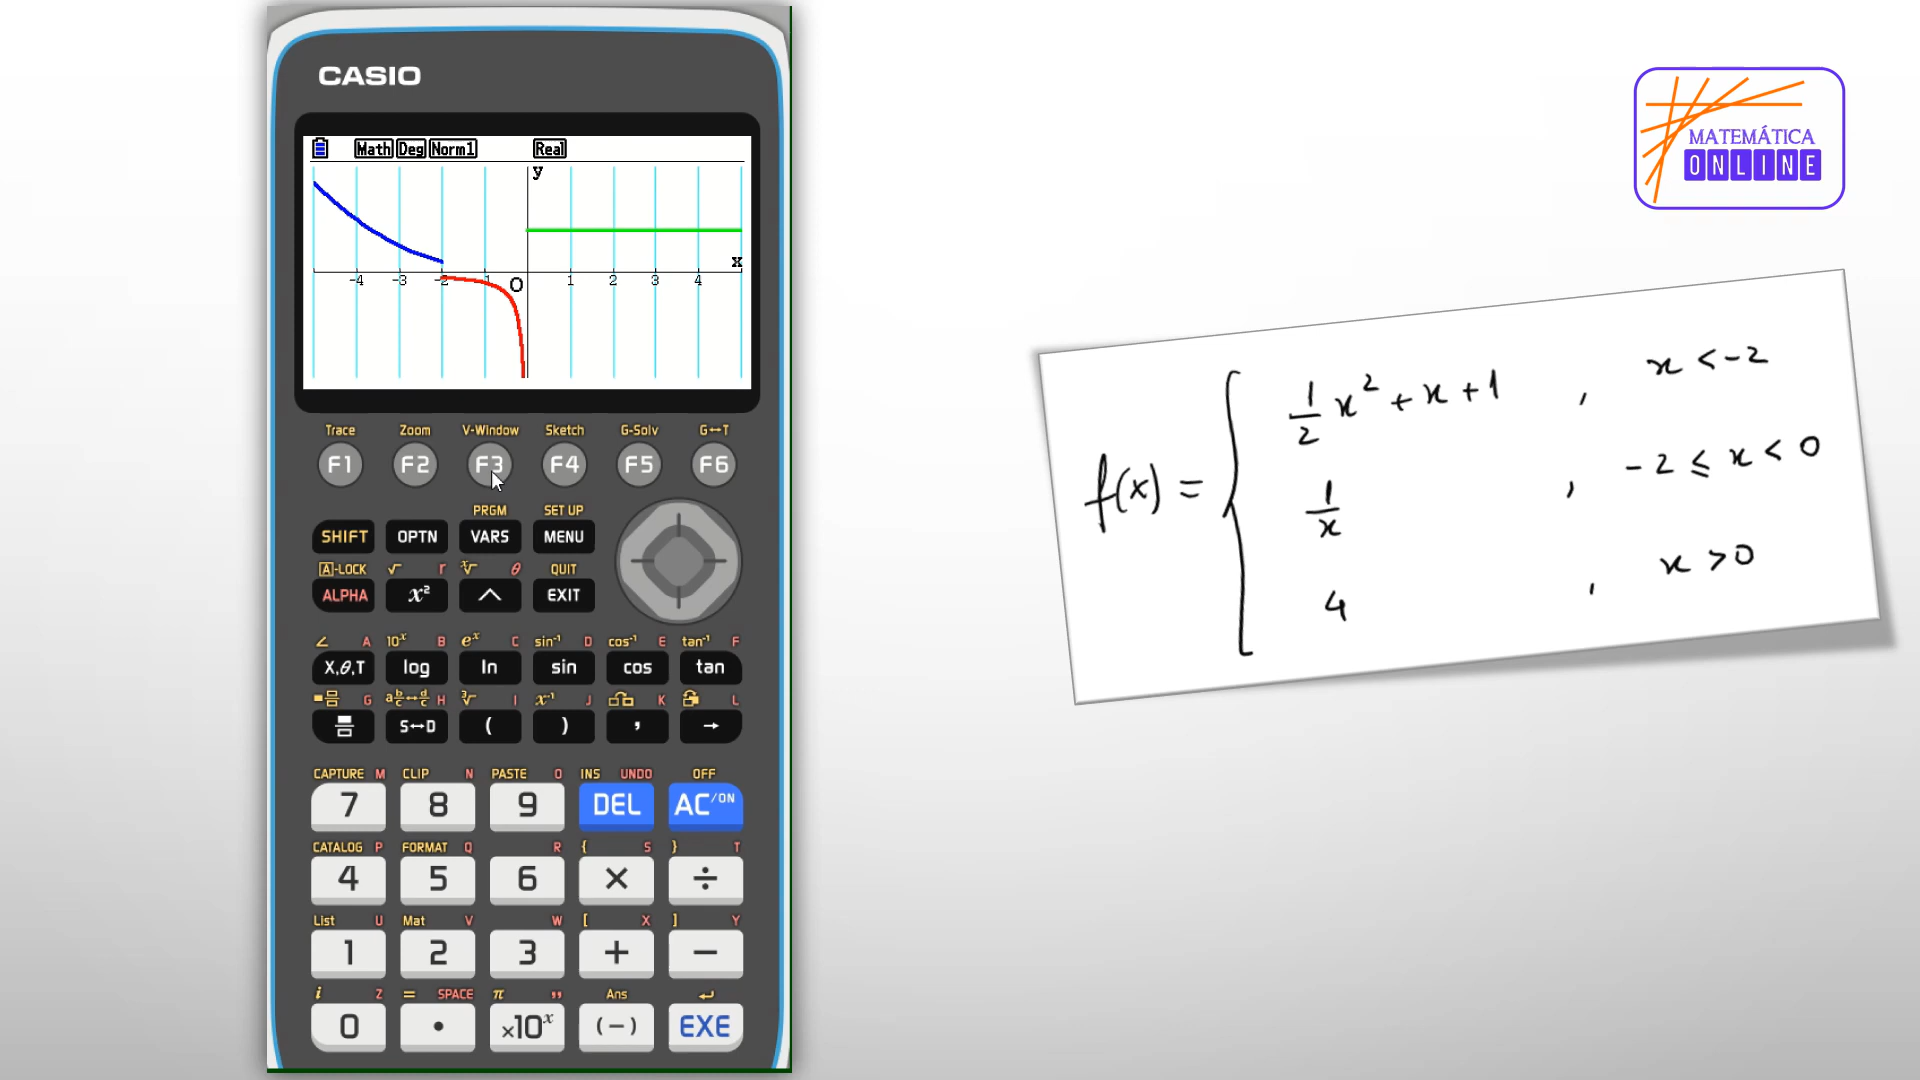 CASIO
Math Deg Norm1 Real
y
x
-4 -3 -2 -1 O 1 2 3 4
Trace Zoom V-Window Sketch G-Solv G↔T
F1 F2 F3 F4 F5 F6
PRGM SET UP
SHIFT OPTN VARS MENU
A-LOCK √ r ˣ√ θ QUIT
ALPHA x² ^ EXIT
∠ A 10ˣ B eˣ C sin⁻¹ D cos⁻¹ E tan⁻¹ F
X,θ,T log ln sin cos tan
G a b/c↔d/c H ³√ I x⁻¹ J K L
S↔D ( ) , →
CAPTURE M CLIP N PASTE O INS UNDO OFF
7 8 9 DEL AC/ON
CATALOG P FORMAT Q R { S } T
4 5 6 × ÷
List U Mat V W [ X ] Y
1 2 3 + −
i Z = SPACE π " Ans ↵
0 • ×10ˣ (−) EXE
MATEMÁTICA
ONLINE
f(x) = {
1/2 x² + x + 1 , x < -2
1/x , -2 ≤ x < 0
4 , x > 0